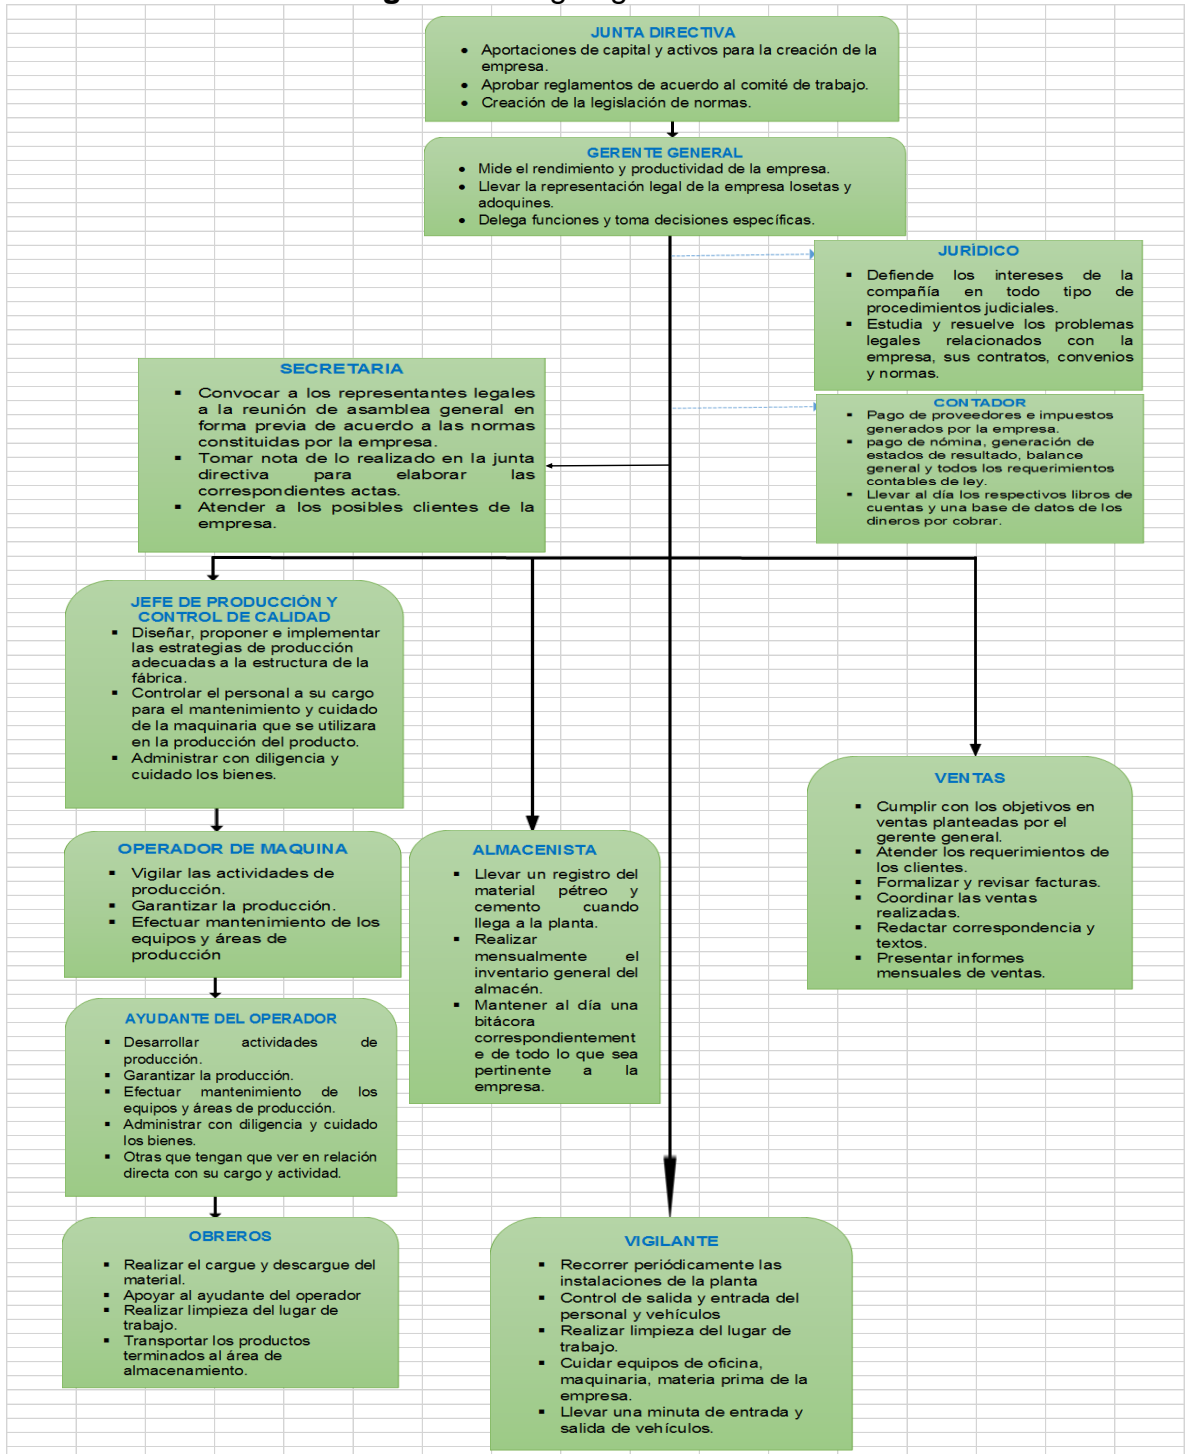 JUNTA DIRECTIVA
• Aportaciones de capital y activos para la creación de la
empresa.
• Aprobar reglamentos de acuerdo al comité de trabajo.
• Creación de la legislación de normas.
GERENTE GENERAL
• Mide el rendimiento y productividad de la empresa.
• Llevar la representación legal de la empresa losetas y
adoquines.
• Delega funciones y toma decisiones específicas.
JURÍDICO
▪ Defiende los intereses de la
compañía en todo tipo de
procedimientos judiciales.
▪ Estudia y resuelve los problemas
legales relacionados con la
empresa, sus contratos, convenios
y normas.
SECRETARIA
▪ Convocar a los representantes legales
a la reunión de asamblea general en
forma previa de acuerdo a las normas
constituidas por la empresa.
▪ Tomar nota de lo realizado en la junta
directiva para elaborar las
correspondientes actas.
▪ Atender a los posibles clientes de la
empresa.
CONTADOR
▪ Pago de proveedores e impuestos
generados por la empresa.
▪ pago de nómina, generación de
estados de resultado, balance
general y todos los requerimientos
contables de ley.
▪ Llevar al día los respectivos libros de
cuentas y una base de datos de los
dineros por cobrar.
JEFE DE PRODUCCIÓN Y
CONTROL DE CALIDAD
▪ Diseñar, proponer e implementar
las estrategias de producción
adecuadas a la estructura de la
fábrica.
▪ Controlar el personal a su cargo
para el mantenimiento y cuidado
de la maquinaria que se utilizara
en la producción del producto.
▪ Administrar con diligencia y
cuidado los bienes.
VENTAS
▪ Cumplir con los objetivos en
ventas planteadas por el
gerente general.
▪ Atender los requerimientos de
los clientes.
▪ Formalizar y revisar facturas.
▪ Coordinar las ventas
realizadas.
▪ Redactar correspondencia y
textos.
▪ Presentar informes
mensuales de ventas.
OPERADOR DE MAQUINA
▪ Vigilar las actividades de
producción.
▪ Garantizar la producción.
▪ Efectuar mantenimiento de los
equipos y áreas de
producción
ALMACENISTA
▪ Llevar un registro del
material pétreo y
cemento cuando
llega a la planta.
▪ Realizar
mensualmente el
inventario general del
almacén.
▪ Mantener al día una
bitácora
correspondientement
e de todo lo que sea
pertinente a la
empresa.
AYUDANTE DEL OPERADOR
▪ Desarrollar actividades de
producción.
▪ Garantizar la producción.
▪ Efectuar mantenimiento de los
equipos y áreas de producción.
▪ Administrar con diligencia y cuidado
los bienes.
▪ Otras que tengan que ver en relación
directa con su cargo y actividad.
OBREROS
▪ Realizar el cargue y descargue del
material.
▪ Apoyar al ayudante del operador
▪ Realizar limpieza del lugar de
trabajo.
▪ Transportar los productos
terminados al área de
almacenamiento.
VIGILANTE
▪ Recorrer periódicamente las
instalaciones de la planta
▪ Control de salida y entrada del
personal y vehículos
▪ Realizar limpieza del lugar de
trabajo.
▪ Cuidar equipos de oficina,
maquinaria, materia prima de la
empresa.
▪ Llevar una minuta de entrada y
salida de vehículos.